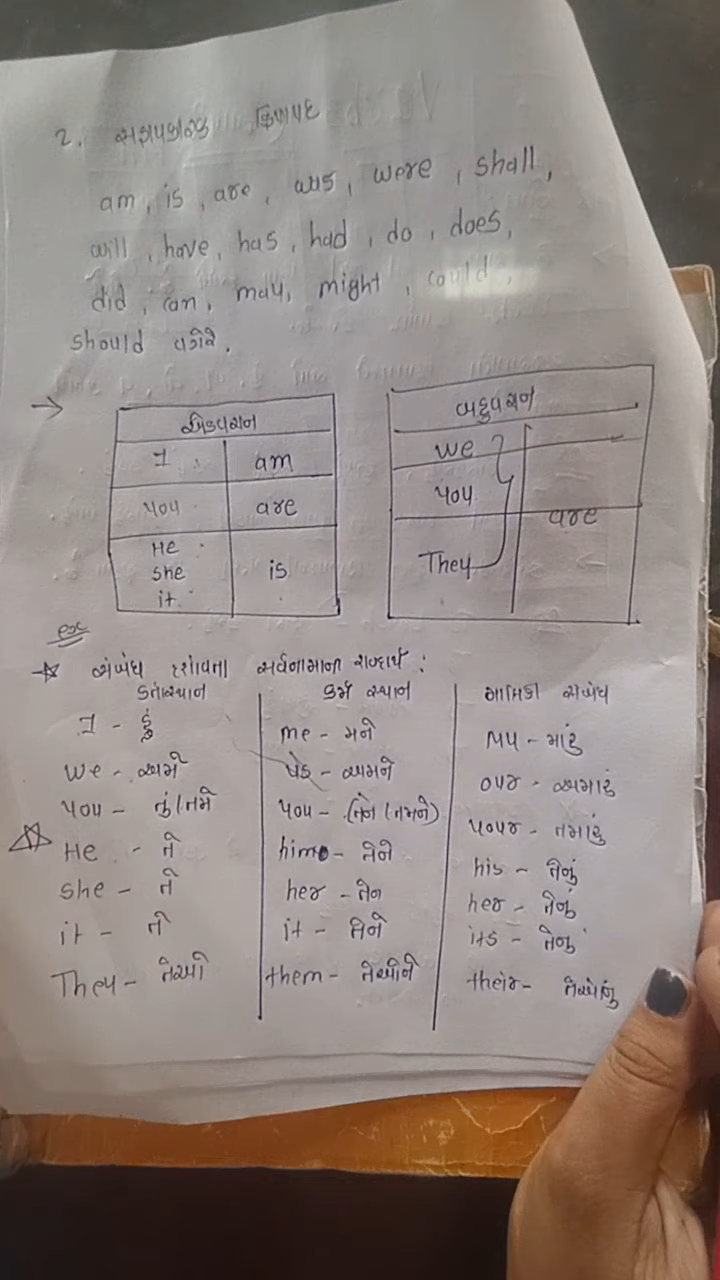 2. સહાયકારક ક્રિયાપદ
am, is, are, was, were, shall,
will, have, has, had, do, does,
did, can, may, might, could,
should વગેરે.
→ એકવચન
I am
you are
He
she is
it
બહુવચન
we
you are
They
ex
સંબંધ દર્શાવતા સર્વનામોના શબ્દાર્થ :
કર્તાસ્થાન કર્મ સ્થાન માલિકી સંબંધ
I - હું me - મને My - મારું
we - અમે અમને our - અમારું
you - તું/તમે you - (તને/તમને) your - તમારું
He - તે him - તેને his - તેનું
she - તે her - તેને her - તેનું
it - તે it - તેને its - તેનું
They - તેઓ them - તેઓને their - તેઓનું